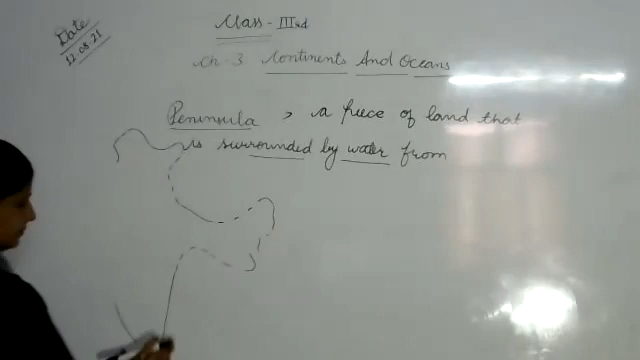 Date
12.08.21
Class - IIIrd
Ch-3 Continents And Oceans
Peninsula > a piece of land that
is surrounded by water from